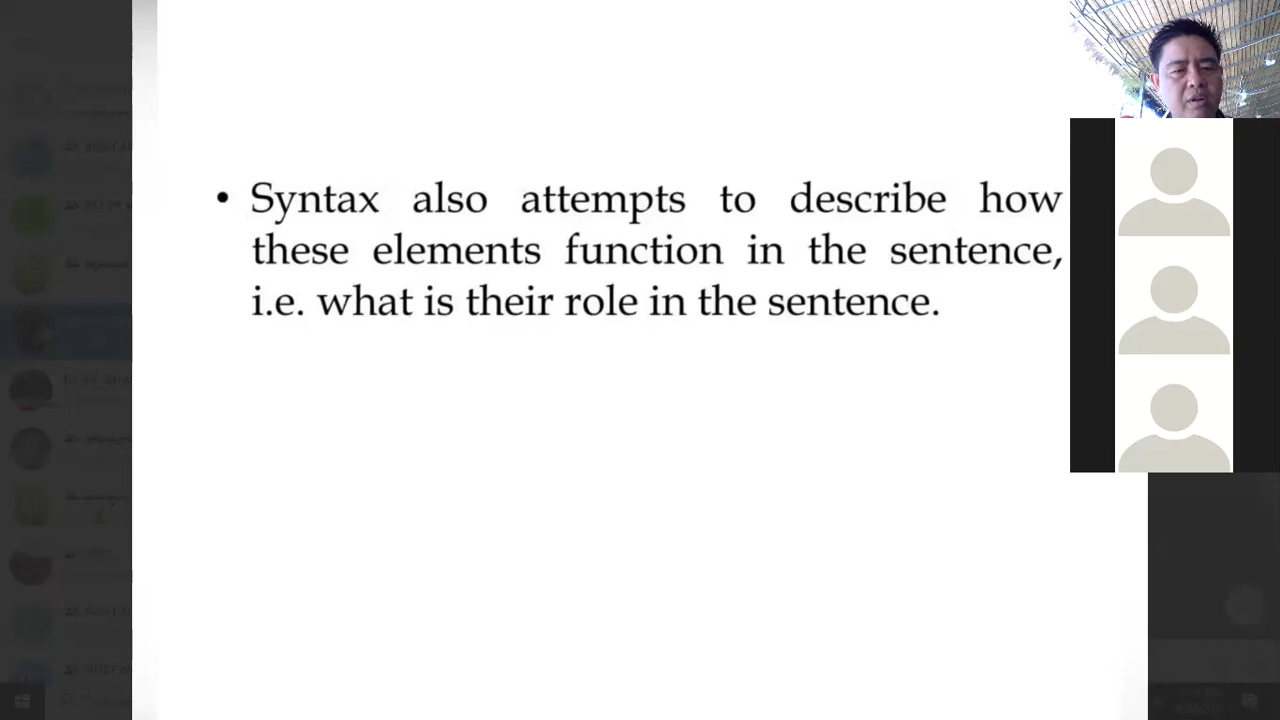 • Syntax also attempts to describe how
these elements function in the sentence,
i.e. what is their role in the sentence.